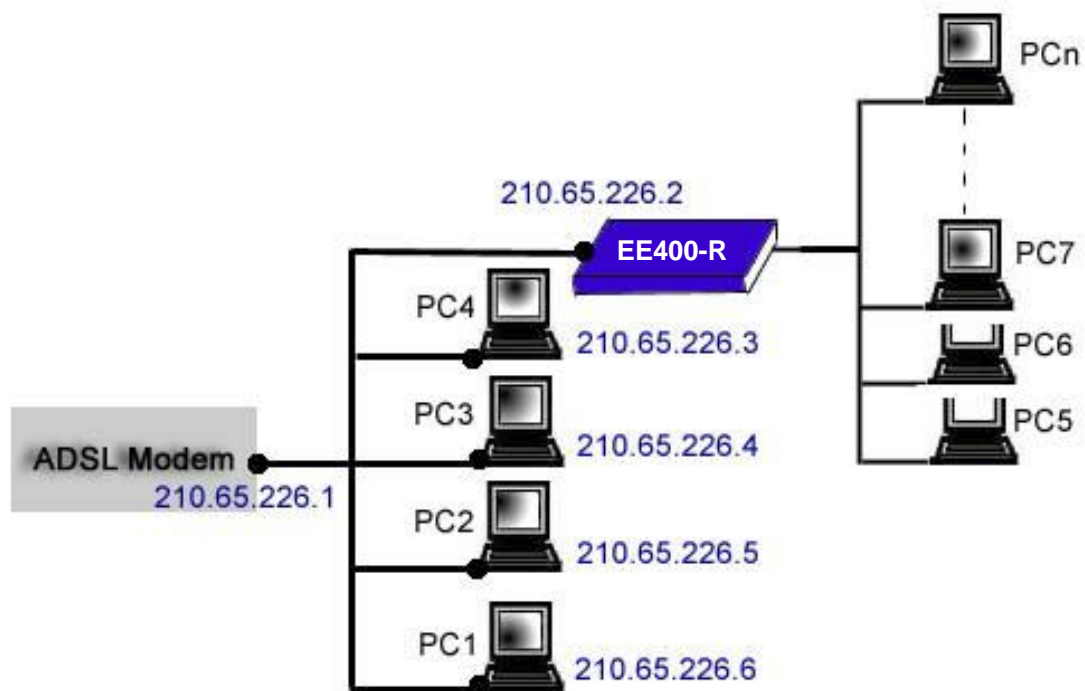 PCn
210.65.226.2
EE400-R
PC7
PC4
210.65.226.3
PC6
PC3
PC5
210.65.226.4
ADSL Modem
210.65.226.1
PC2
210.65.226.5
PC1
210.65.226.6